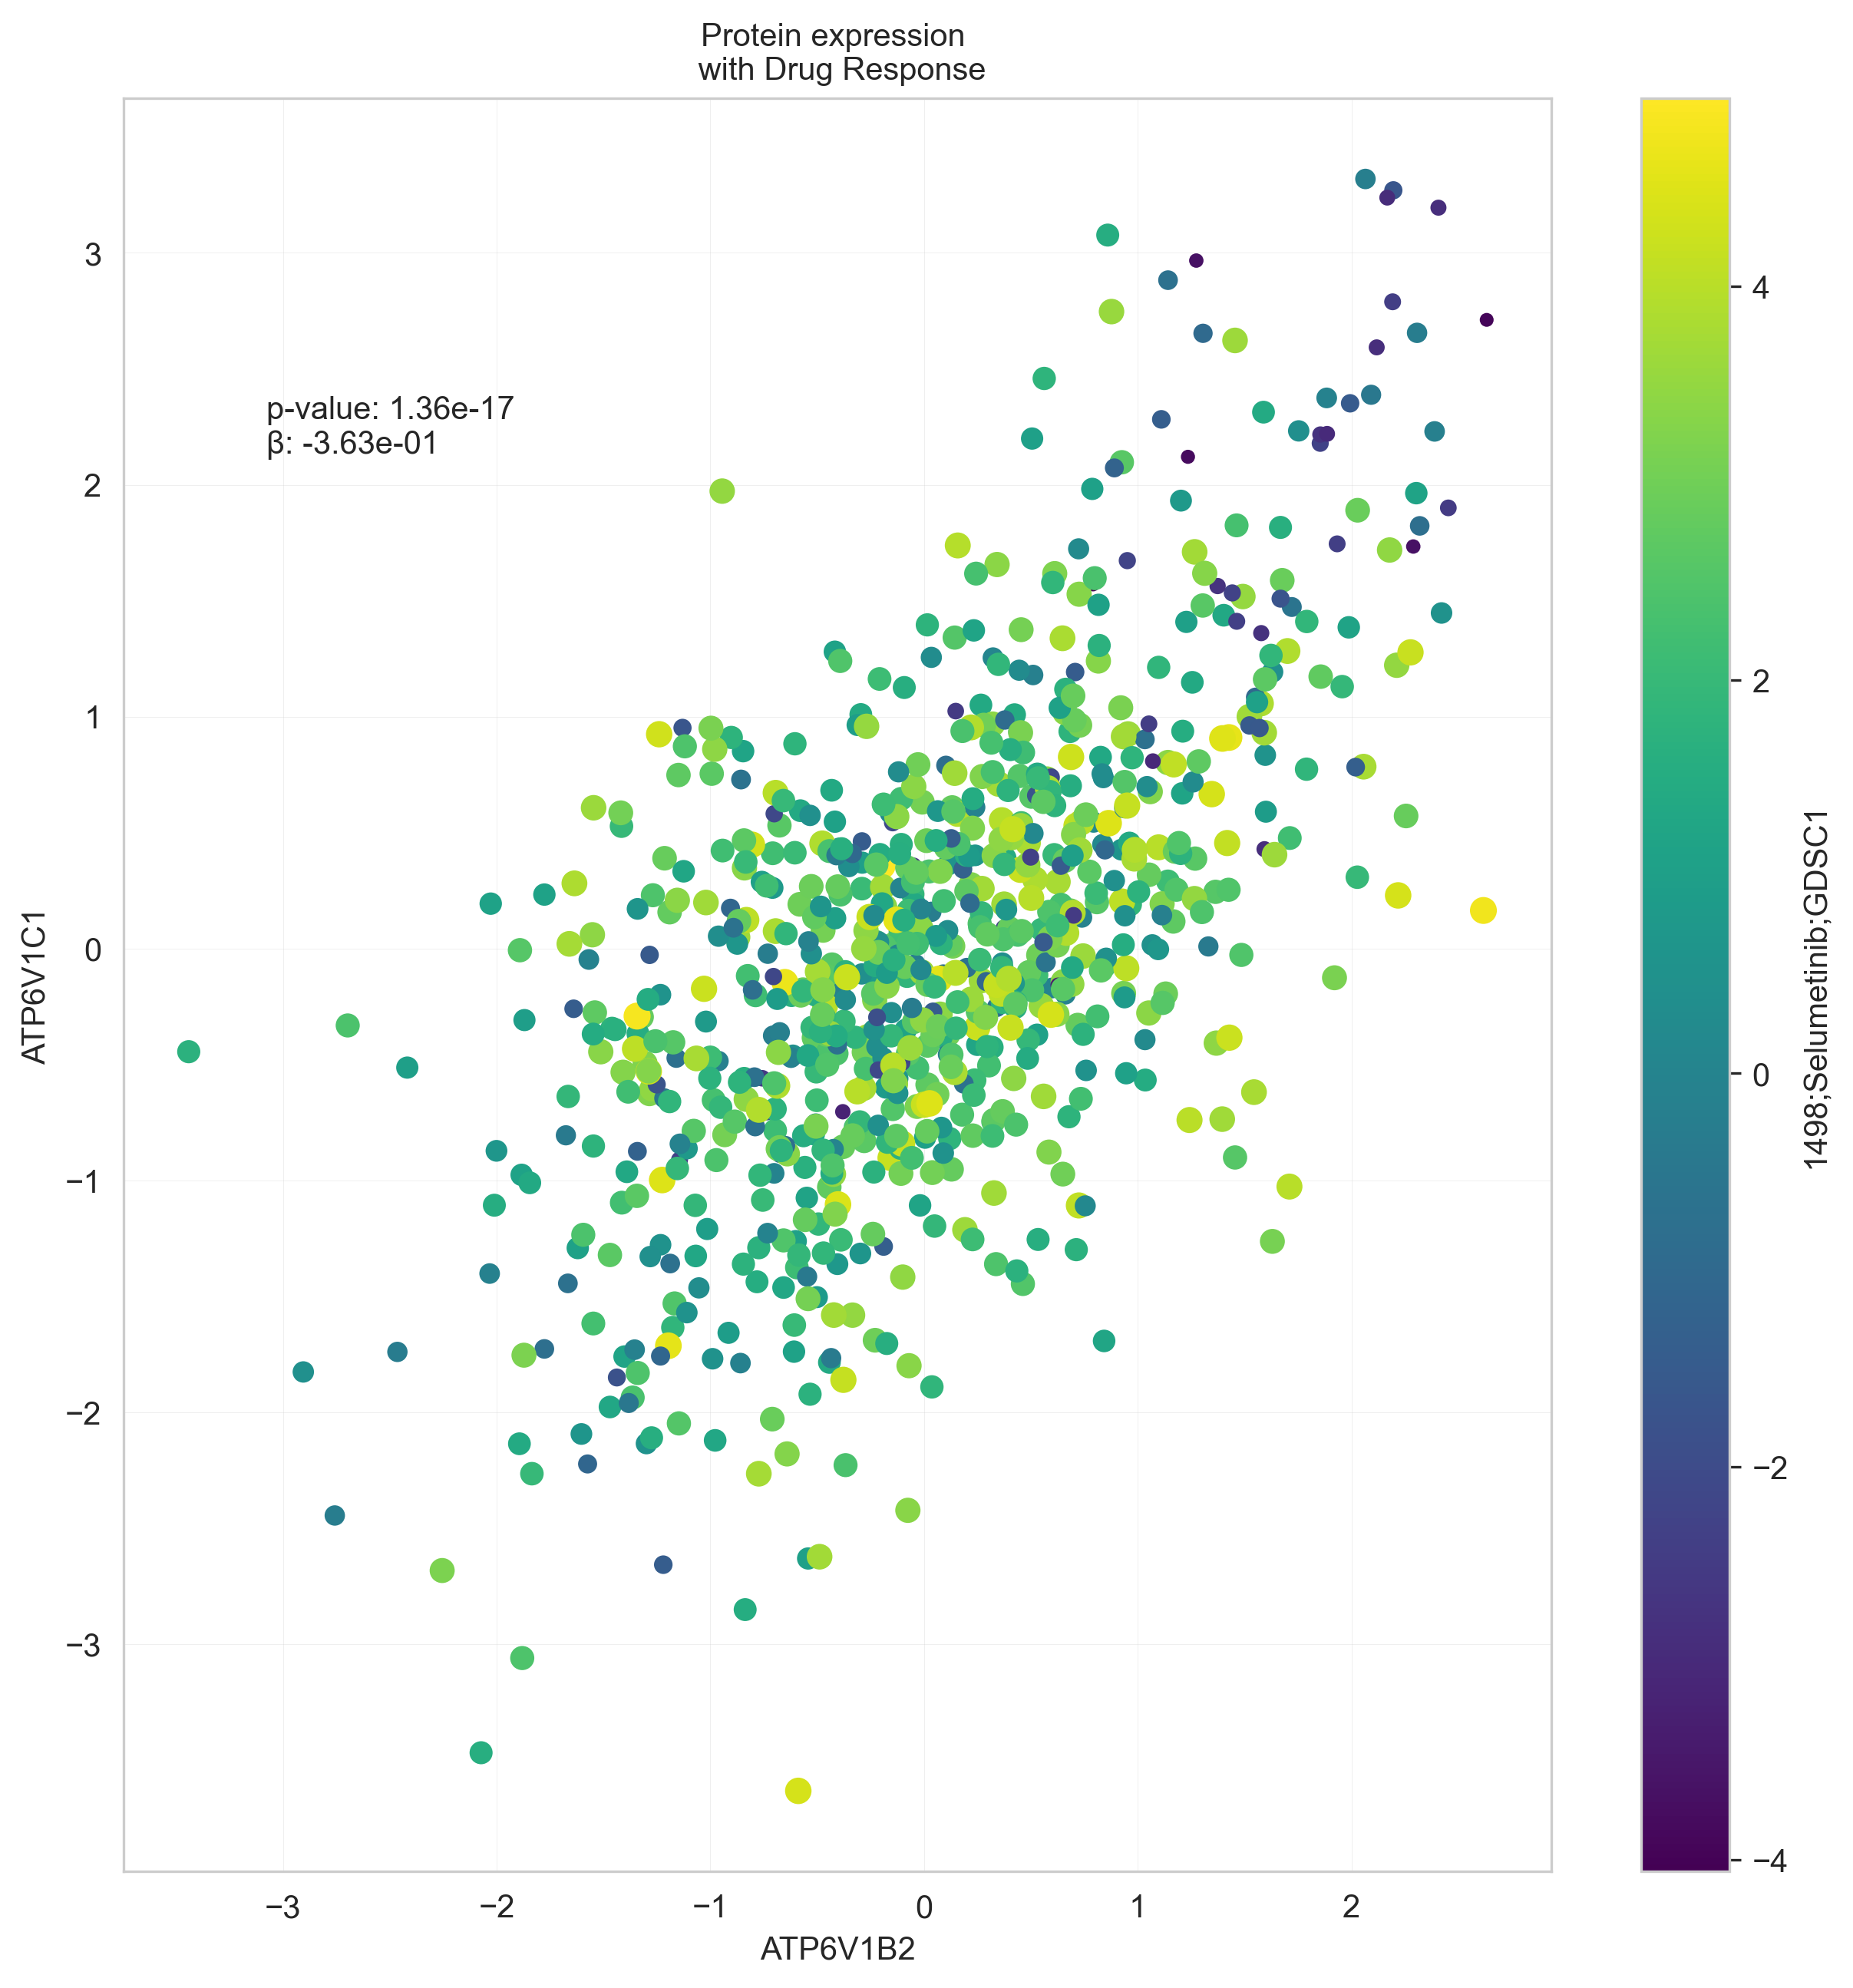 Protein expression
with Drug Response
p-value: 1.36e-17
β: -3.63e-01
ATP6V1C1
3
2
1
0
−1
−2
−3
−3
−2
−1
0
1
2
ATP6V1B2
4
2
0
−2
−4
1498;Selumetinib;GDSC1